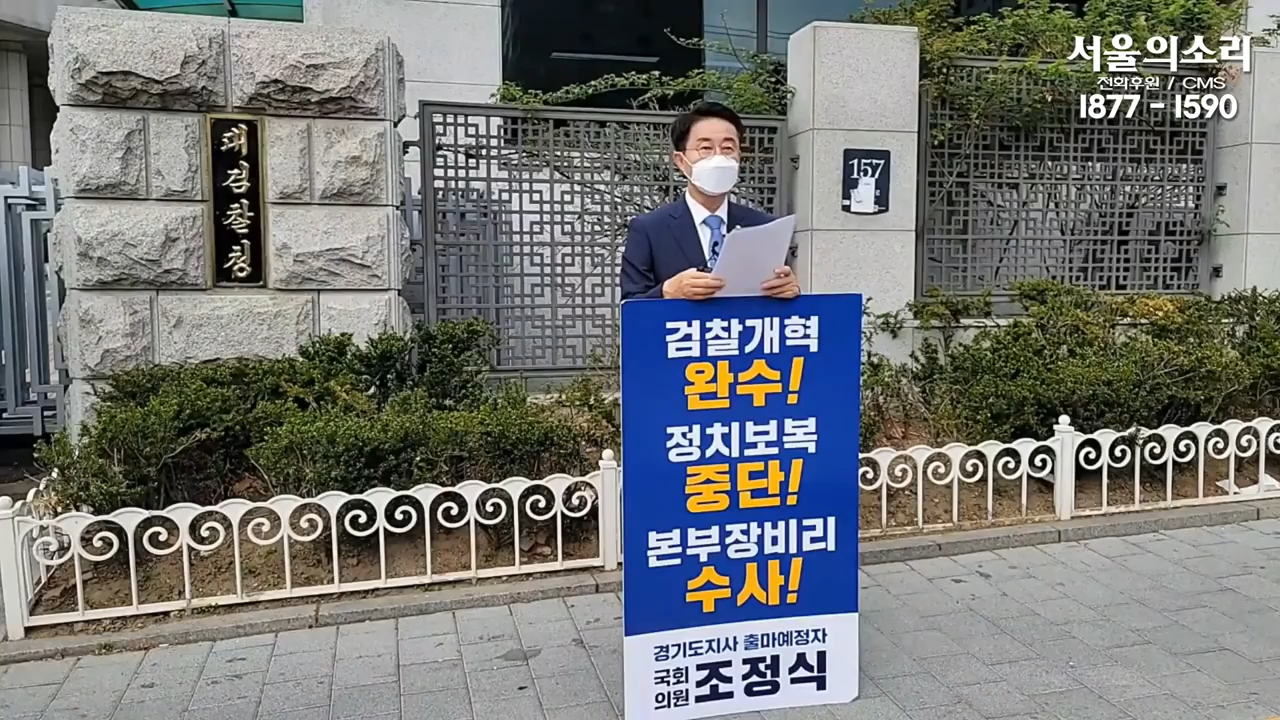 서울의소리
전화후원 / CMS
1877 - 1590
대검찰청
157
검찰개혁
완수!
정치보복
중단!
본부장비리
수사!
경기도지사 출마예정자
국회
의원
조정식